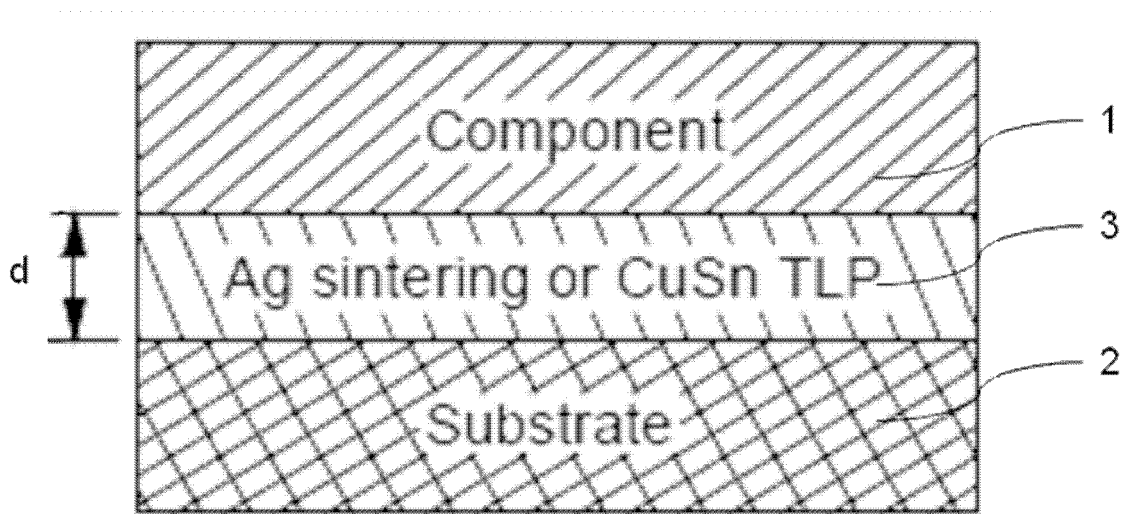 Component
1
d
Ag sintering or CuSn TLP
3
Substrate
2